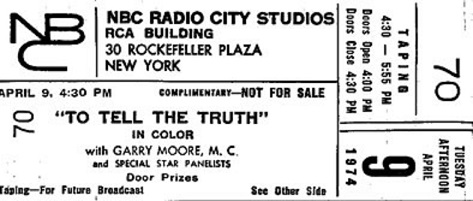 NBC
NBC RADIO CITY STUDIOS
RCA BUILDING
30 ROCKEFELLER PLAZA
NEW YORK
APRIL 9, 4:30 PM COMPLIMENTARY—NOT FOR SALE
70
"TO TELL THE TRUTH"
IN COLOR
with GARRY MOORE, M. C.
and SPECIAL STAR PANELISTS
Door Prizes
Taping—For Future Broadcast See Other Side
TAPING
4:30 - 5:55 PM
Doors Open 4:00 PM
Doors Close 4:30 PM
70
TUESDAY
AFTERNOON
APRIL
9
1974